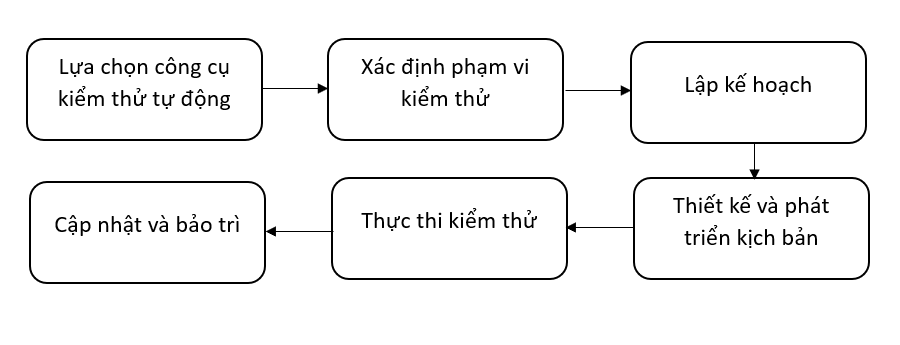 Lựa chọn công cụ
kiểm thử tự động
Xác định phạm vi
kiểm thử
Lập kế hoạch
Thiết kế và phát
triển kịch bản
Thực thi kiểm thử
Cập nhật và bảo trì